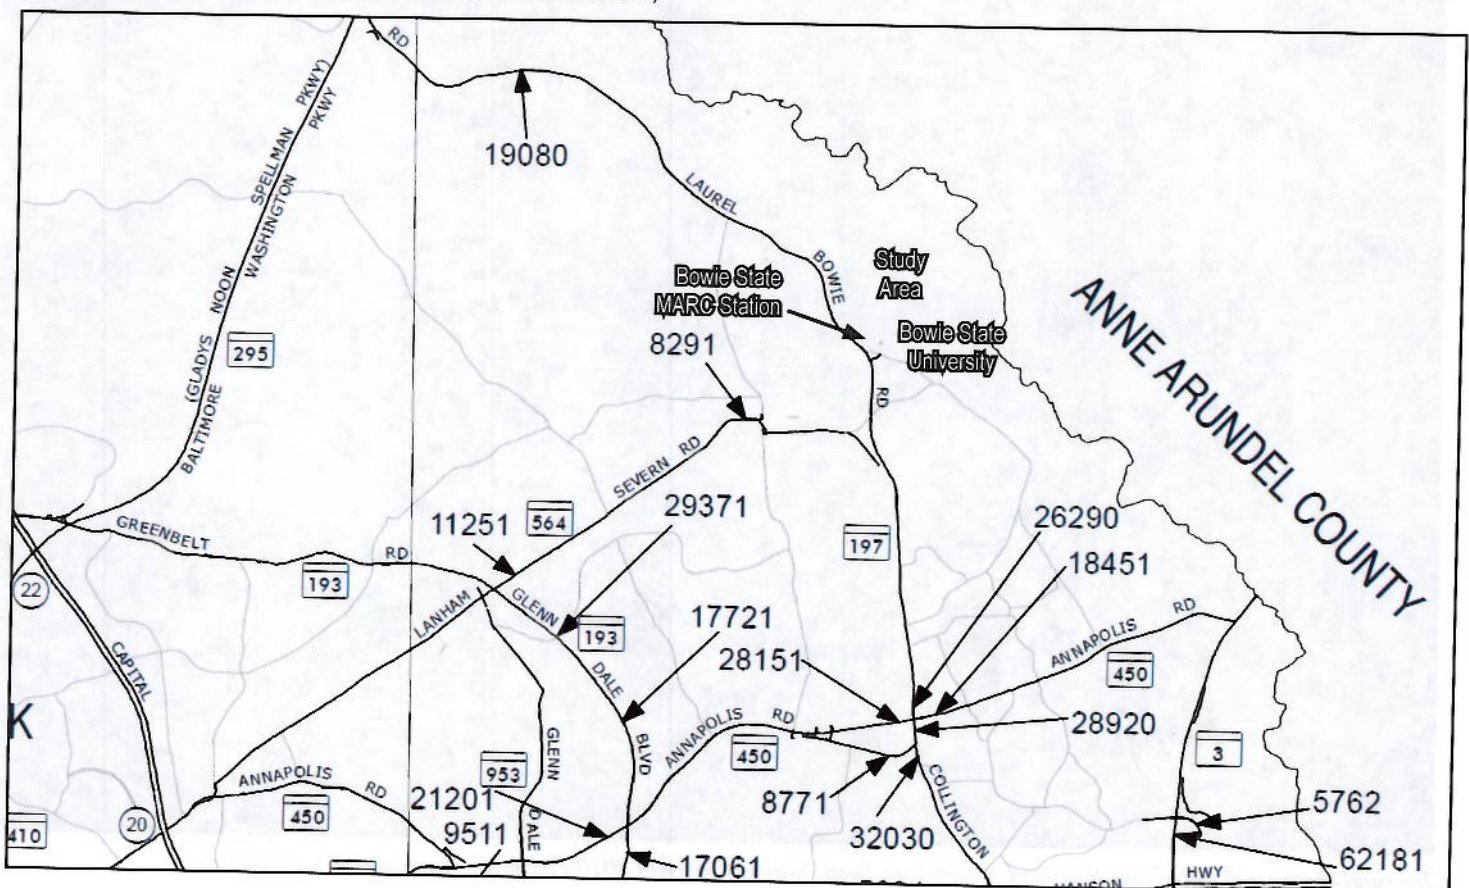 RD
SPELLMAN PKWY)
PKWY
19080
LAUREL
WASHINGTON
BOWIE
Study
Area
Bowie State
MARC Station
NOON
Bowie State
University
8291
295
(GLADYS
BALTIMORE
RD
ANNE ARUNDEL COUNTY
SEVERN RD
29371
11251
564
26290
GREENBELT RD
197
18451
193
22
GLENN
LANHAM
193
17721
RD
ANNAPOLIS
28151
450
CAPITAL
DALE
K
ANNAPOLIS RD
28920
GLENN
BLVD
450
3
953
ANNAPOLIS RD
COLLINGTON
21201
8771
5762
450
20
410
9511
DALE
32030
17061
62181
HWY
HANSON